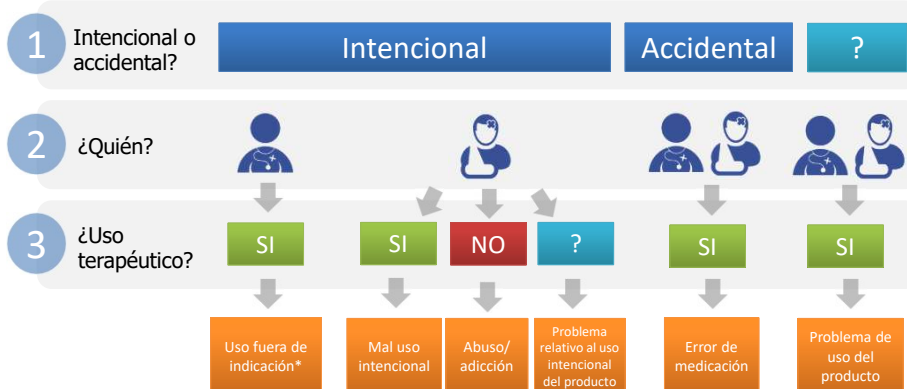 1
Intencional o
accidental?
Intencional
Accidental
?
2
¿Quién?
3
¿Uso
terapéutico?
SI
SI
NO
?
SI
SI
Uso fuera de
indicación*
Mal uso
intencional
Abuso/
adicción
Problema
relativo al uso
intencional
del producto
Error de
medicación
Problema de
uso del
producto